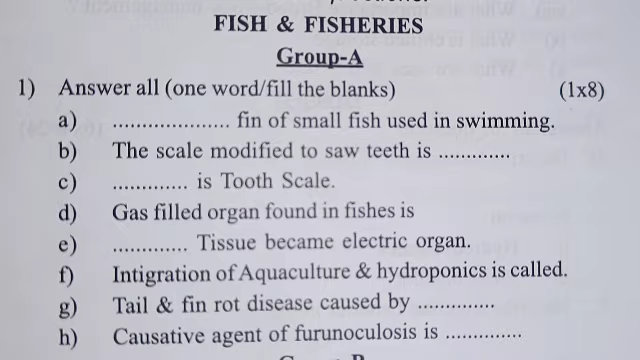 FISH & FISHERIES
Group-A
1) Answer all (one word/fill the blanks) (1x8)
a) .................... fin of small fish used in swimming.
b) The scale modified to saw teeth is .............
c) ............. is Tooth Scale.
d) Gas filled organ found in fishes is
e) ............. Tissue became electric organ.
f) Intigration of Aquaculture & hydroponics is called.
g) Tail & fin rot disease caused by ..............
h) Causative agent of furunoculosis is ..............